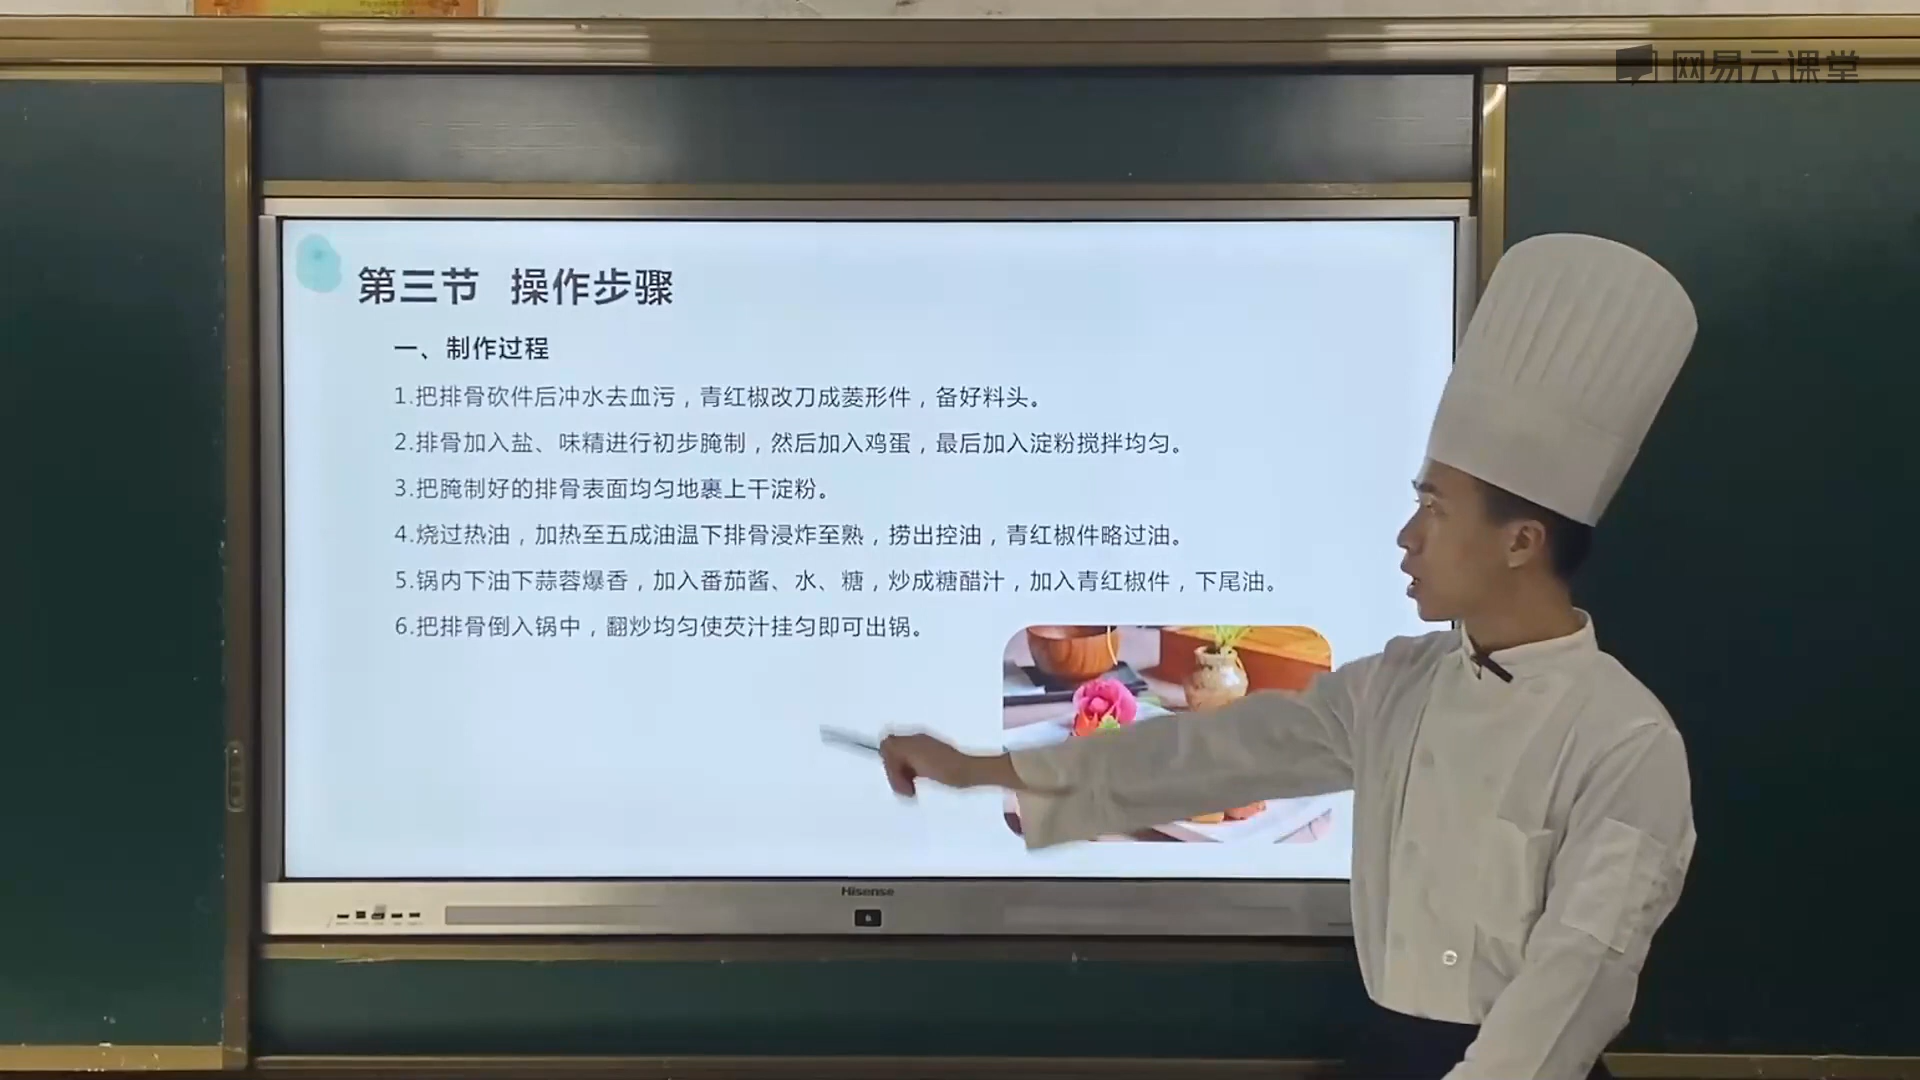 网易云课堂
第三节 操作步骤
一、制作过程
1.把排骨砍件后冲水去血污，青红椒改刀成菱形件，备好料头。
2.排骨加入盐、味精进行初步腌制，然后加入鸡蛋，最后加入淀粉搅拌均匀。
3.把腌制好的排骨表面均匀地裹上干淀粉。
4.烧过热油，加热至五成油温下排骨浸炸至熟，捞出控油，青红椒件略过油。
5.锅内下油下蒜蓉爆香，加入番茄酱、水、糖，炒成糖醋汁，加入青红椒件，下尾油。
6.把排骨倒入锅中，翻炒均匀使芡汁挂匀即可出锅。
Hisense